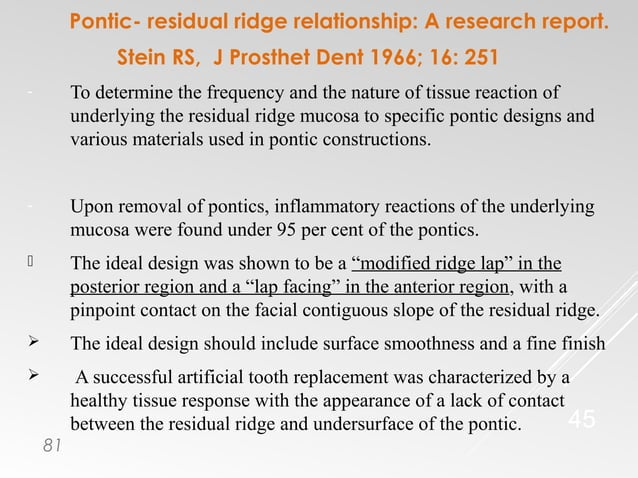 Pontic- residual ridge relationship: A research report.
Stein RS, J Prosthet Dent 1966; 16: 251
- To determine the frequency and the nature of tissue reaction of
underlying the residual ridge mucosa to specific pontic designs and
various materials used in pontic constructions.
- Upon removal of pontics, inflammatory reactions of the underlying
mucosa were found under 95 per cent of the pontics.
The ideal design was shown to be a “modified ridge lap” in the
posterior region and a “lap facing” in the anterior region, with a
pinpoint contact on the facial contiguous slope of the residual ridge.
➢ The ideal design should include surface smoothness and a fine finish
➢ A successful artificial tooth replacement was characterized by a
healthy tissue response with the appearance of a lack of contact
between the residual ridge and undersurface of the pontic.
45
81